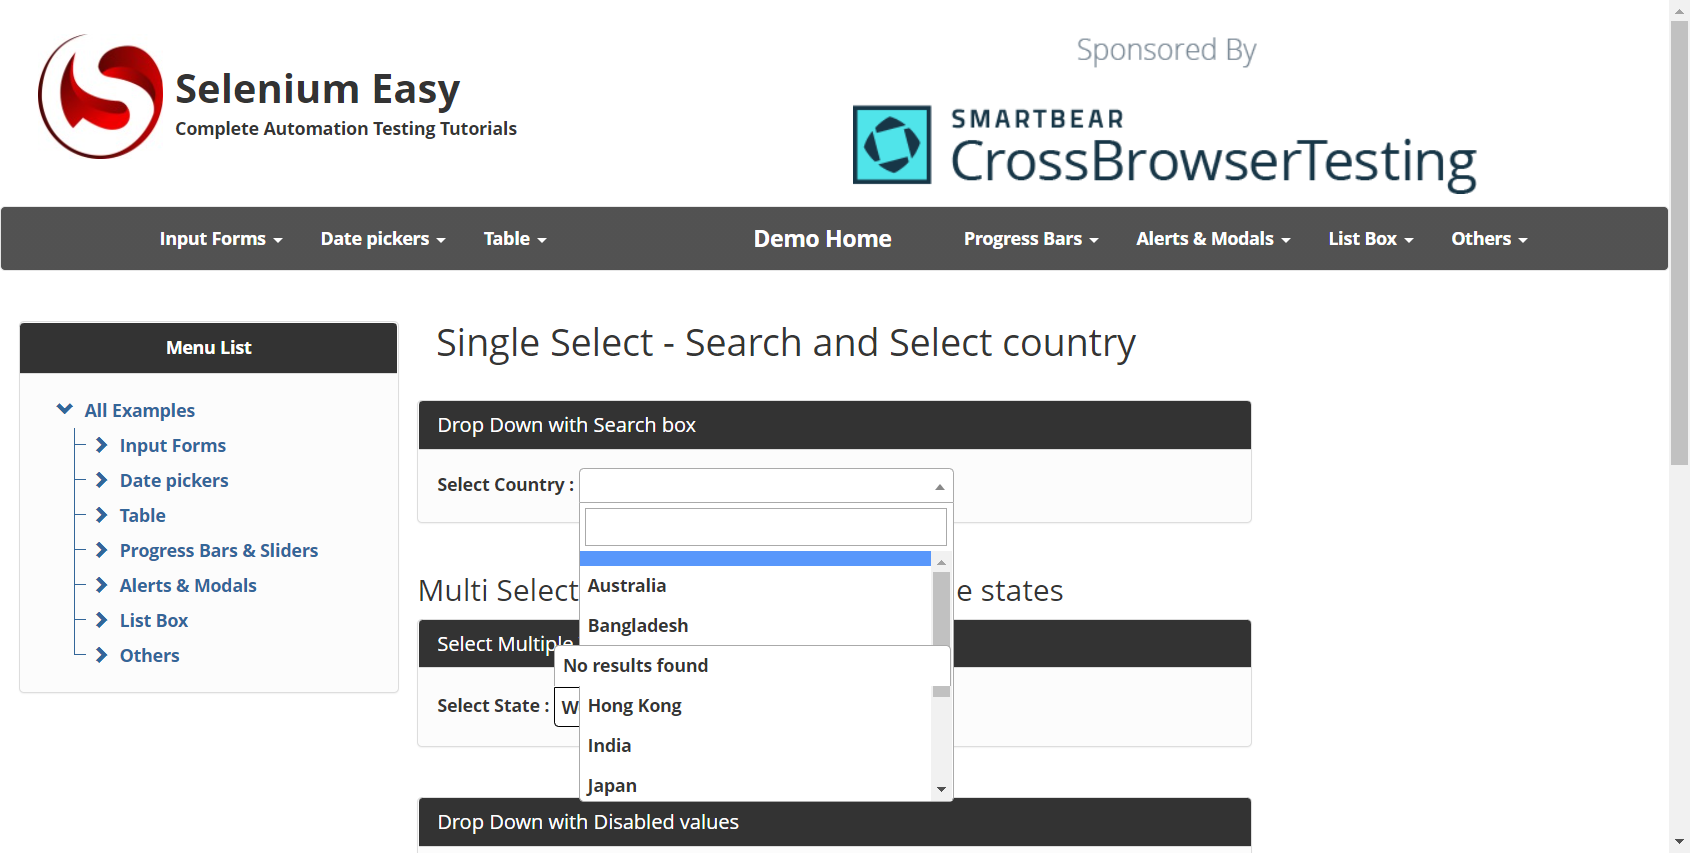 Sponsored By
Selenium Easy
Complete Automation Testing Tutorials
SMARTBEAR
CrossBrowserTesting
Input Forms Date pickers Table Demo Home Progress Bars Alerts & Modals List Box Others
Menu List
All Examples
Input Forms
Date pickers
Table
Progress Bars & Sliders
Alerts & Modals
List Box
Others
Single Select - Search and Select country
Drop Down with Search box
Select Country :
Australia
Bangladesh
Multi Select e states
Select Multiple
No results found
Select State : W
Hong Kong
India
Japan
Drop Down with Disabled values